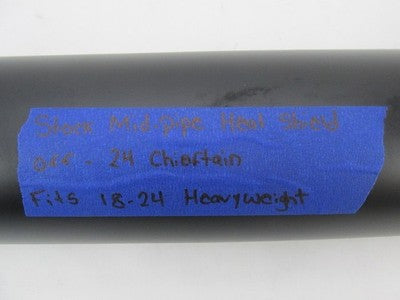 Stock Mid-Pipe Heat Shield
OFF - 24 Chieftain
Fits 18-24 Heavyweight